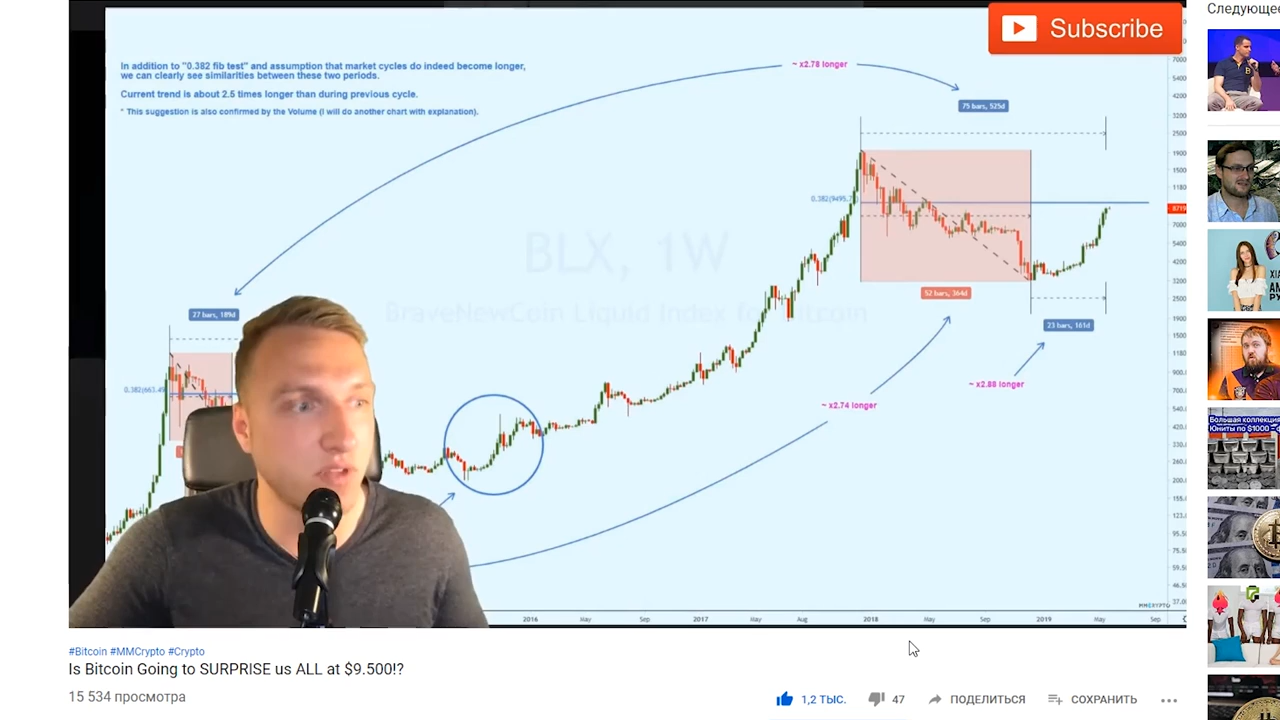 Следующее
Subscribe
In addition to "0.382 fib test" and assumption that market cycles do indeed become longer,
we can clearly see similarities between these two periods.
Current trend is about 2.5 times longer than during previous cycle.
* This suggestion is also confirmed by the Volume (I will do another chart with explanation).
~ x2.78 longer
75 bars, 525d
BLX, 1W
BraveNewCoin Liquid Index for Bitcoin
52 bars, 364d
27 bars, 189d
23 bars, 161d
~ x2.88 longer
~ x2.74 longer
MMCRYPTO
2016 May Sep 2017 May Aug 2018 May Sep 2019 May Sep
#Bitcoin #MMCrypto #Crypto
Is Bitcoin Going to SURPRISE us ALL at $9.500!?
15 534 просмотра
1,2 ТЫС.
47
ПОДЕЛИТЬСЯ
СОХРАНИТЬ
Большая коллекция